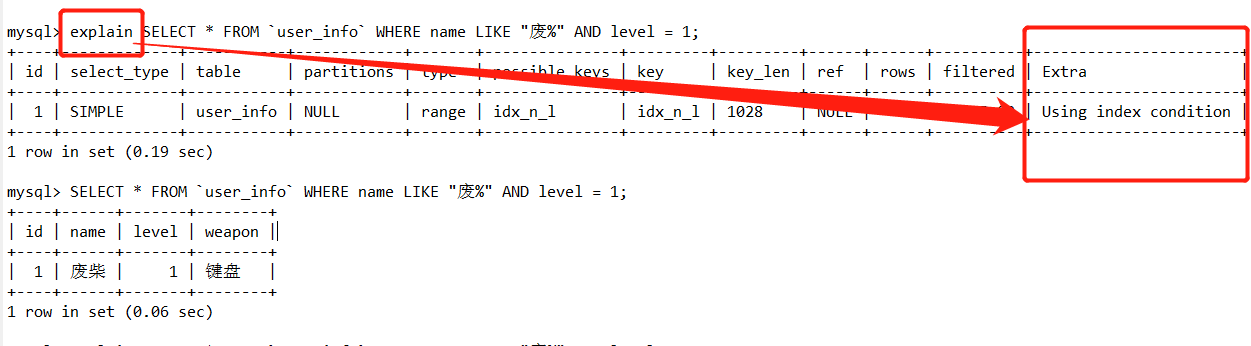 mysql> explain SELECT * FROM `user_info` WHERE name LIKE "废%" AND level = 1;
+----+-------------+-----------+------------+-------+---------------+---------+---------+------+------+----------+-----------------------+
| id | select_type | table | partitions | type | possible_keys | key | key_len | ref | rows | filtered | Extra |
| 1 | SIMPLE | user_info | NULL | range | idx_n_l | idx_n_l | 1028 | NULL | Using index condition |
1 row in set (0.19 sec)
mysql> SELECT * FROM `user_info` WHERE name LIKE "废%" AND level = 1;
+----+------+-------+--------+
| id | name | level | weapon |
+----+------+-------+--------+
| 1 | 废柴 | 1 | 键盘 |
+----+------+-------+--------+
1 row in set (0.06 sec)